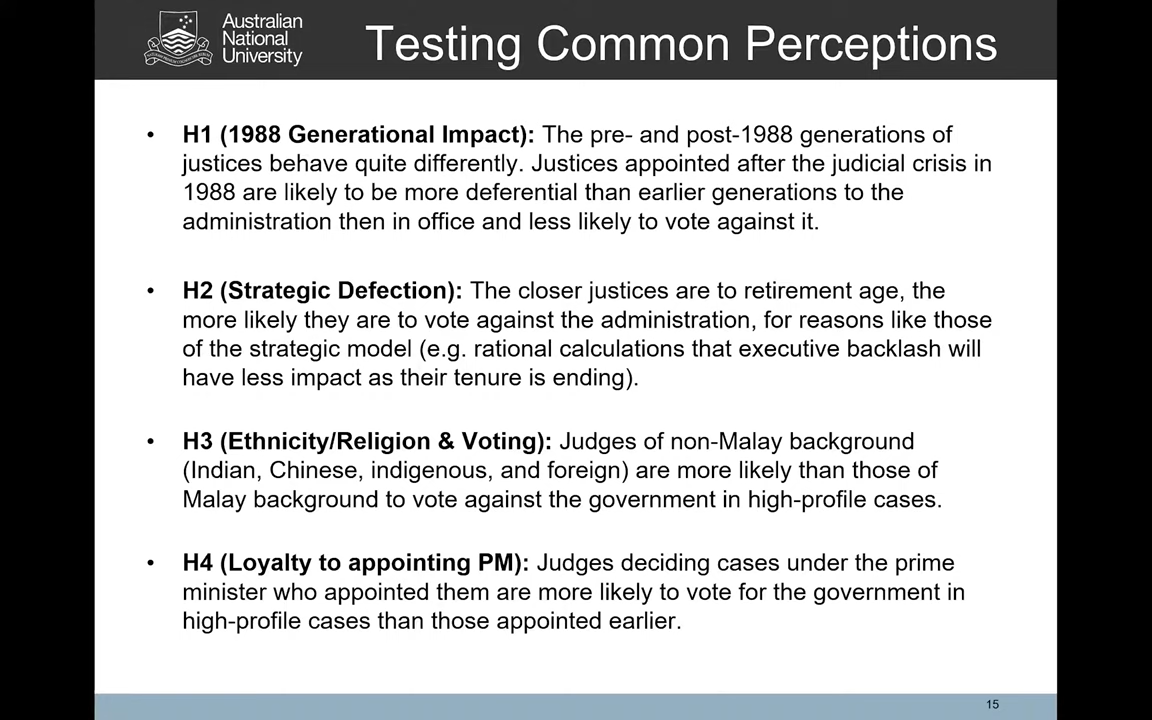 Australian
National
University
Testing Common Perceptions
• H1 (1988 Generational Impact): The pre- and post-1988 generations of
justices behave quite differently. Justices appointed after the judicial crisis in
1988 are likely to be more deferential than earlier generations to the
administration then in office and less likely to vote against it.
• H2 (Strategic Defection): The closer justices are to retirement age, the
more likely they are to vote against the administration, for reasons like those
of the strategic model (e.g. rational calculations that executive backlash will
have less impact as their tenure is ending).
• H3 (Ethnicity/Religion & Voting): Judges of non-Malay background
(Indian, Chinese, indigenous, and foreign) are more likely than those of
Malay background to vote against the government in high-profile cases.
• H4 (Loyalty to appointing PM): Judges deciding cases under the prime
minister who appointed them are more likely to vote for the government in
high-profile cases than those appointed earlier.
15